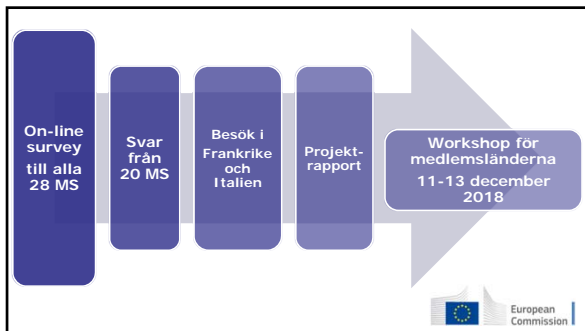 On-line
survey
till alla
28 MS
Svar
från
20 MS
Besök i
Frankrike
och
Italien
Projekt-
rapport
Workshop för
medlemsländerna
11-13 december
2018
European
Commission